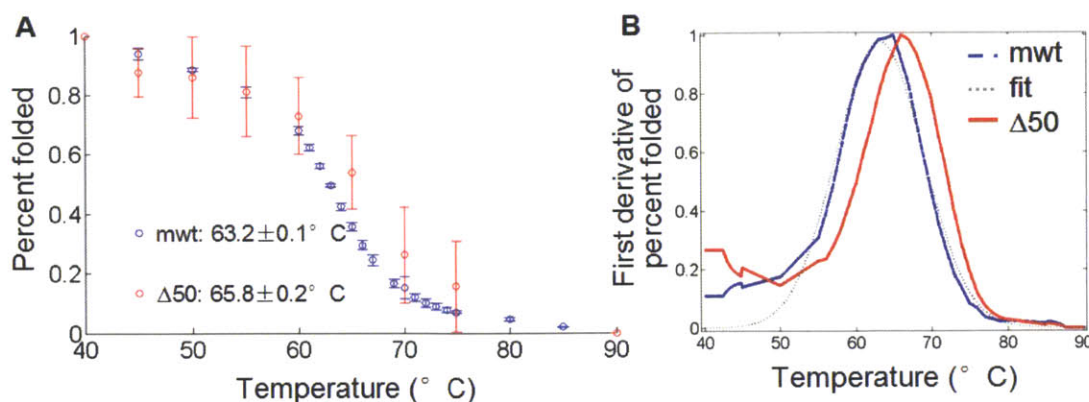 A
Percent folded
1
0.8
0.6
0.4
0.2
0
mwt: 63.2±0.1° C
Δ50: 65.8±0.2° C
40 50 60 70 80 90
Temperature (° C)
B
First derivative of
percent folded
1
0.8
0.6
0.4
0.2
0
mwt
fit
Δ50
40 50 60 70 80 90
Temperature (° C)